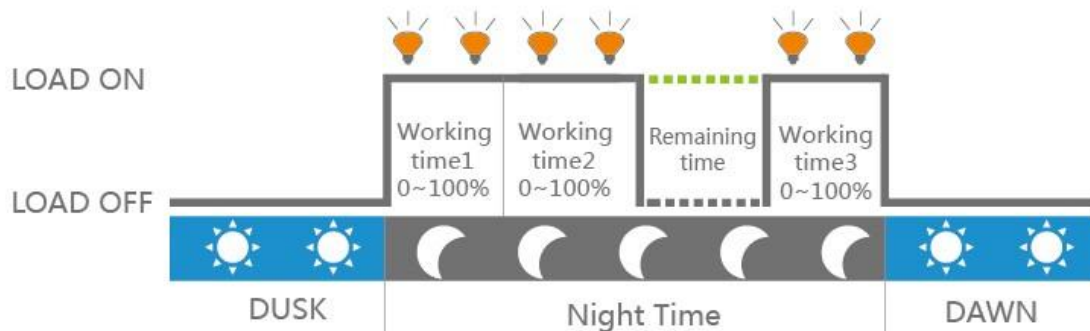 LOAD ON
Working
time1
0~100%
Working
time2
0~100%
Remaining
time
Working
time3
0~100%
LOAD OFF
DUSK
Night Time
DAWN